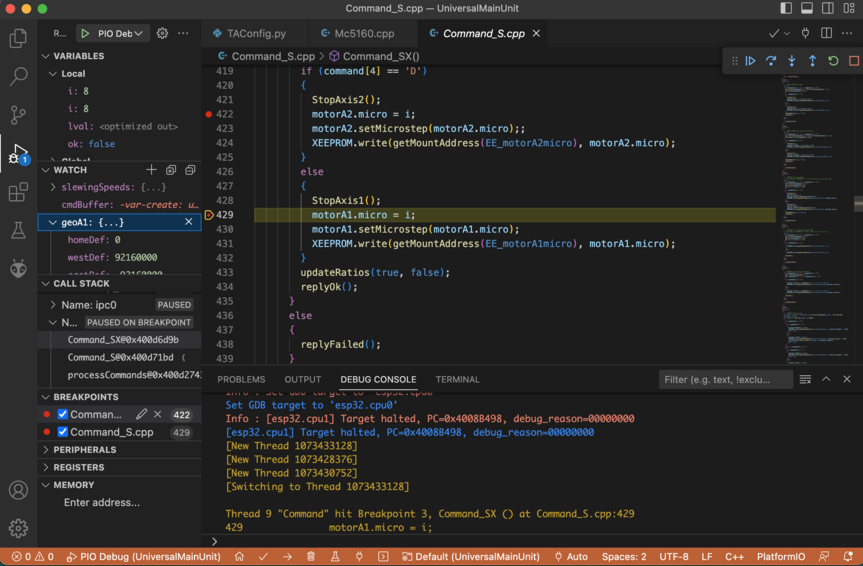 Command_S.cpp — UniversalMainUnit
R...
PIO Deb
TAConfig.py
Mc5160.cpp
Command_S.cpp
VARIABLES
Local
i: 8
i: 8
lval: <optimized out>
ok: false
WATCH
slewingSpeeds: {...}
cmdBuffer: -var-create: u...
geoA1: {...}
homeDef: 0
westDef: 92160000
CALL STACK
Name: ipc0 PAUSED
N... PAUSED ON BREAKPOINT
Command_SX@0x400d6d9b
Command_S@0x400d71bd (
processCommands@0x400d2743
BREAKPOINTS
Comman... 422
Command_S.cpp 429
PERIPHERALS
REGISTERS
MEMORY
Enter address...
Command_S.cpp > Command_SX()
419 if (command[4] == 'D')
420 {
421 StopAxis2();
422 motorA2.micro = i;
423 motorA2.setMicrostep(motorA2.micro);;
424 XEEPROM.write(getMountAddress(EE_motorA2micro), motorA2.micro);
425 }
426 else
427 {
428 StopAxis1();
429 motorA1.micro = i;
430 motorA1.setMicrostep(motorA1.micro);
431 XEEPROM.write(getMountAddress(EE_motorA1micro), motorA1.micro);
432 }
433 updateRatios(true, false);
434 replyOk();
435 }
436 else
437 {
438 replyFailed();
439 }
PROBLEMS OUTPUT DEBUG CONSOLE TERMINAL
Filter (e.g. text, !exclu...
Info : Set GDB target to 'esp32.cpu0'
Set GDB target to 'esp32.cpu0'
Info : [esp32.cpu1] Target halted, PC=0x4008B498, debug_reason=00000000
[esp32.cpu1] Target halted, PC=0x4008B498, debug_reason=00000000
[New Thread 1073433128]
[New Thread 1073428376]
[New Thread 1073430752]
[Switching to Thread 1073433128]
Thread 9 "Command" hit Breakpoint 3, Command_SX () at Command_S.cpp:429
429 motorA1.micro = i;
1
0 0 PIO Debug (UniversalMainUnit) Default (UniversalMainUnit) Auto Spaces: 2 UTF-8 LF C++ PlatformIO